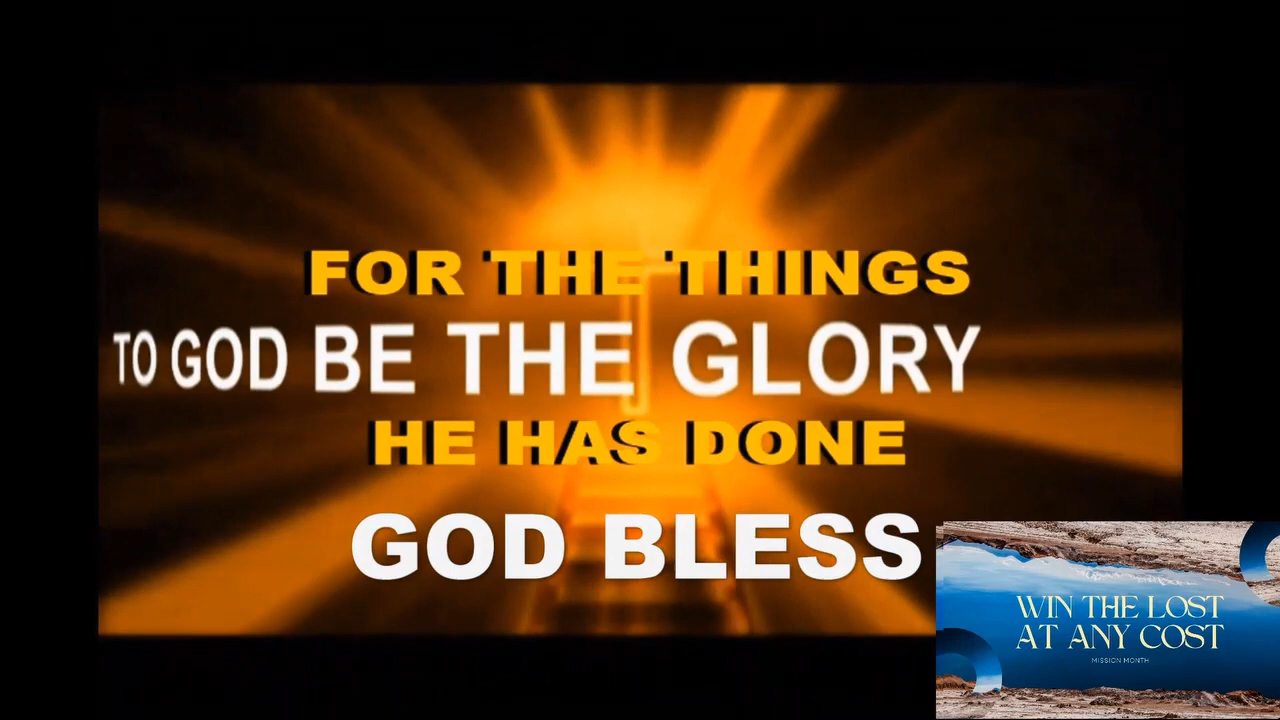 FOR THE THINGS
TO GOD BE THE GLORY
HE HAS DONE
GOD BLESS
WIN THE LOST
AT ANY COST
MISSION MONTH